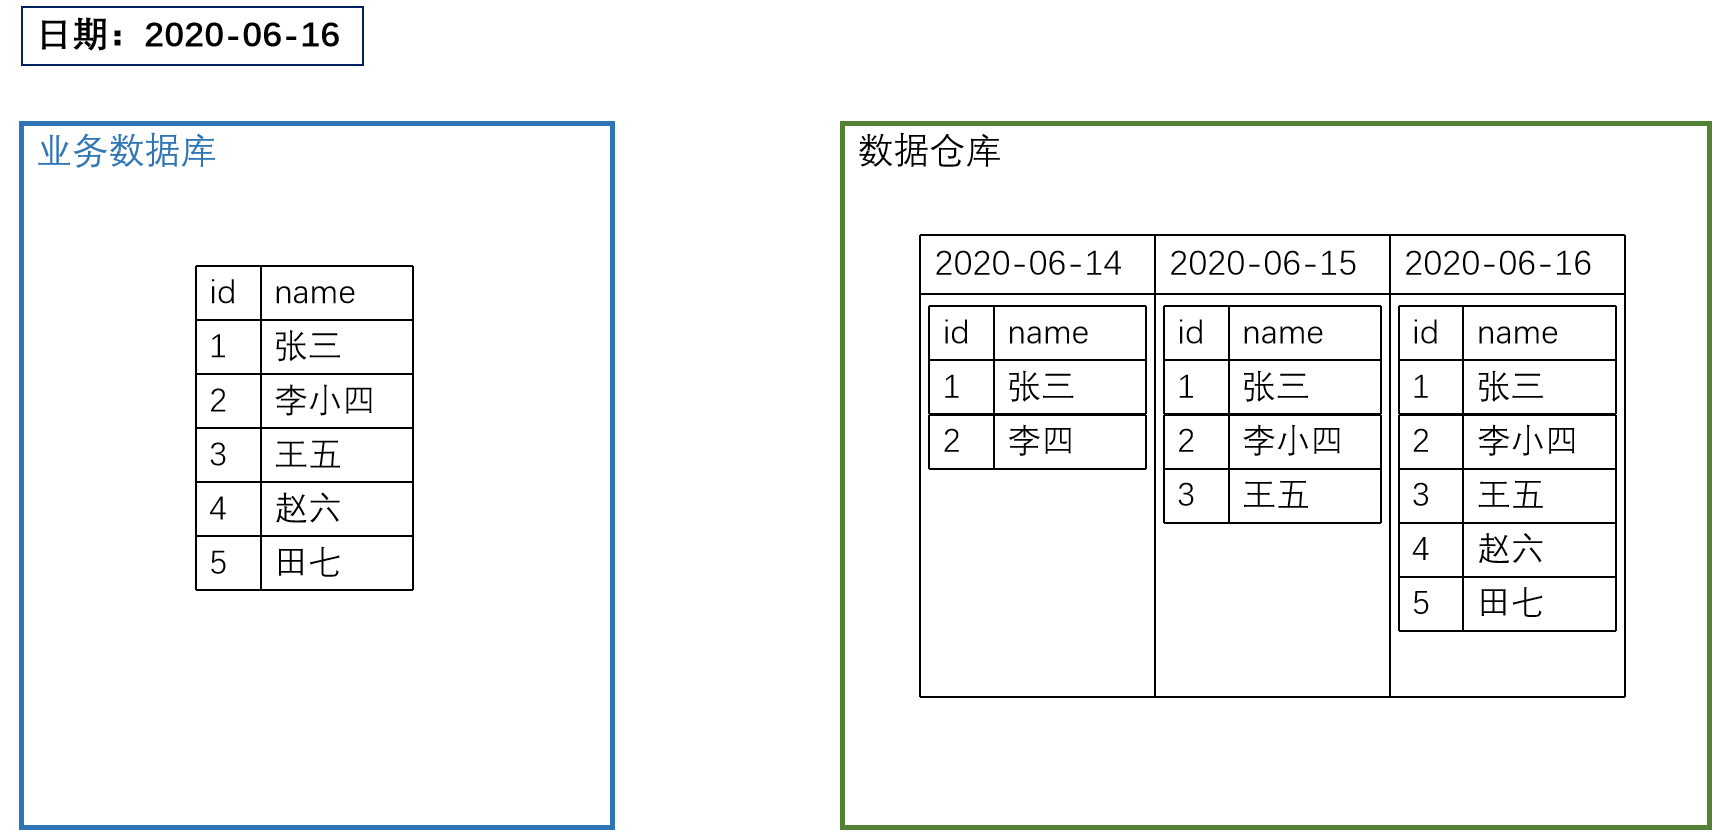 日期：2020-06-16
业务数据库
id name
1 张三
2 李小四
3 王五
4 赵六
5 田七
数据仓库
2020-06-14 2020-06-15 2020-06-16
id name id name id name
1 张三 1 张三 1 张三
2 李四 2 李小四 2 李小四
3 王五 3 王五
4 赵六
5 田七